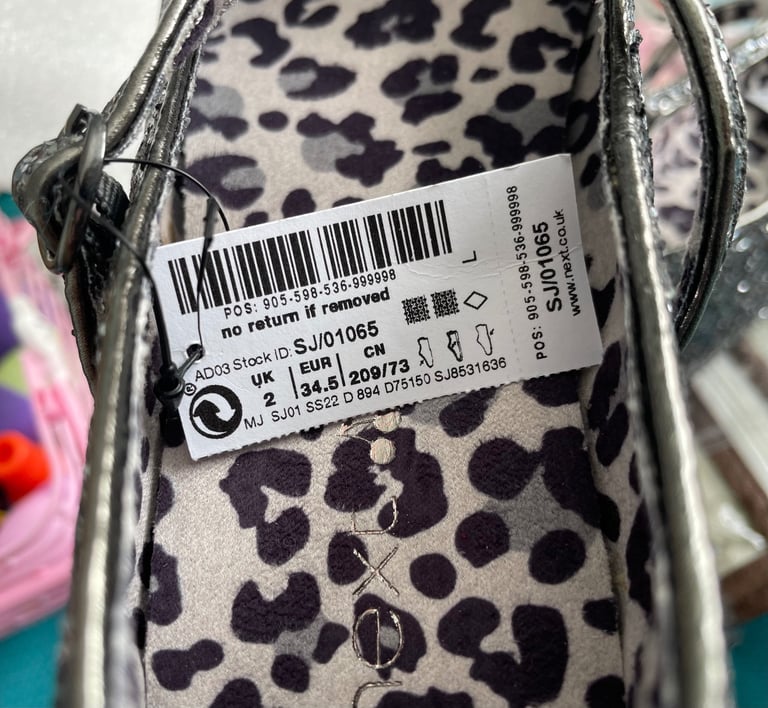 POS: 905-598-536-999998
no return if removed
AD03 Stock ID: SJ/01065
UK EUR CN
2 34.5 209/73
MJ SJ01 SS22 D 894 D75150 SJ8531636
L
POS: 905-598-536-999998
SJ/01065
www.next.co.uk